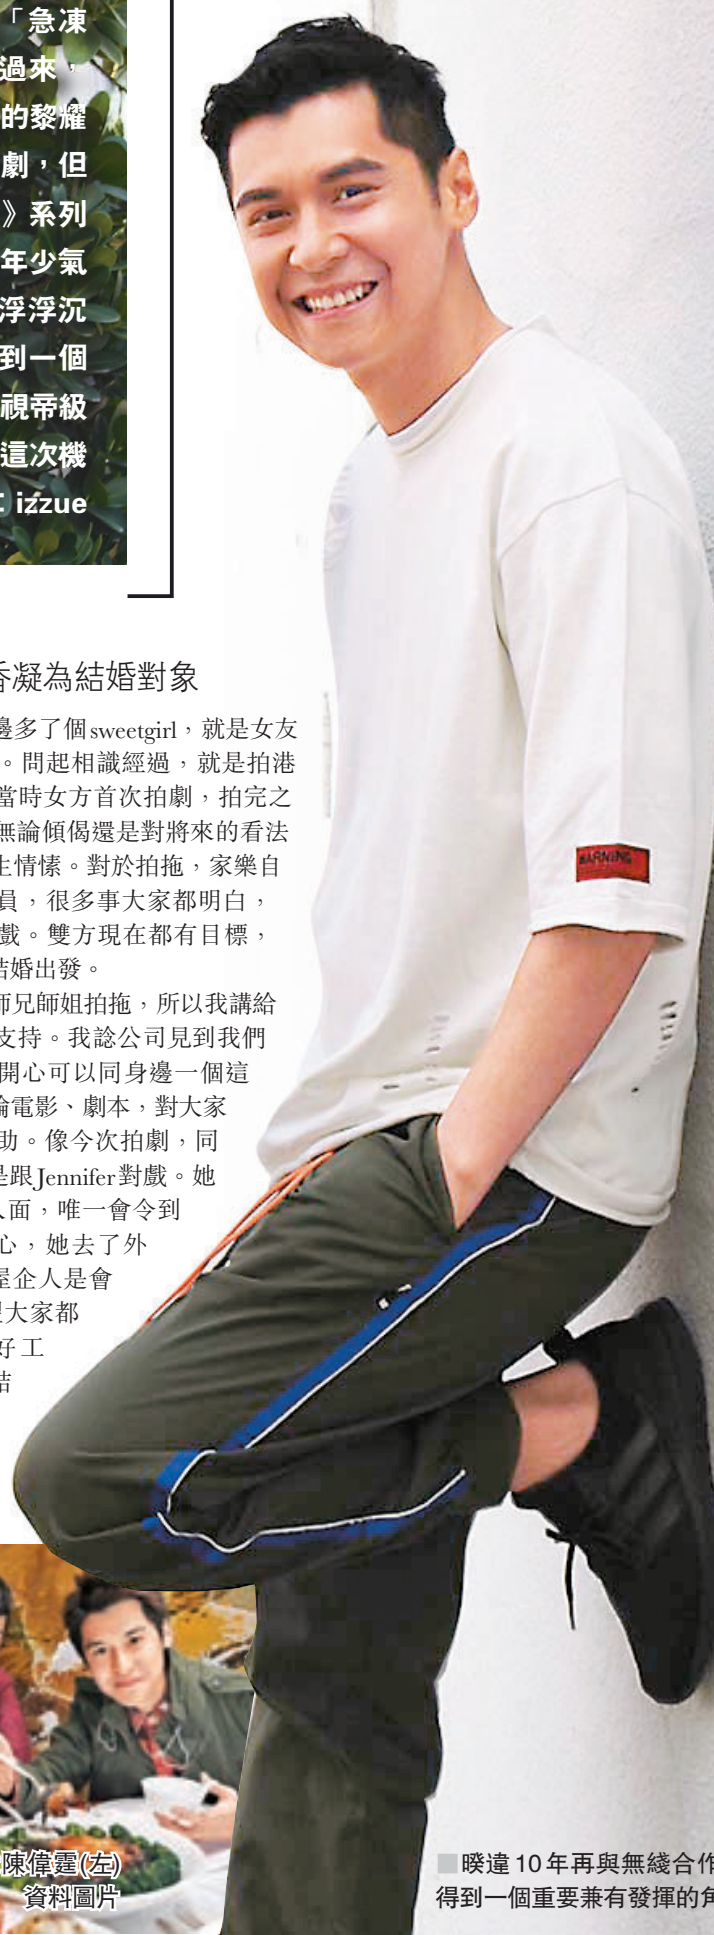 「急凍
過來，
的黎耀
劇，但
》系列
年少氣
浮浮沉
到一個
視帝級
這次機
：izzue
香凝為結婚對象
邊多了個sweetgirl，就是女友
。問起相識經過，就是拍港
當時女方首次拍劇，拍完之
無論傾偈還是對將來的看法
生情愫。對於拍拖，家樂自
員，很多事大家都明白，
戲。雙方現在都有目標，
結婚出發。
師兄師姐拍拖，所以我講給
支持。我諗公司見到我們
開心可以同身邊一個這
論電影、劇本，對大家
助。像今次拍劇，同
是跟Jennifer對戲。她
人面，唯一會令到
心，她去了外
屋企人是會
望大家都
好工
結
WARNING
陳偉霆(左)
資料圖片
■睽違10年再與無綫合作
得到一個重要兼有發揮的角